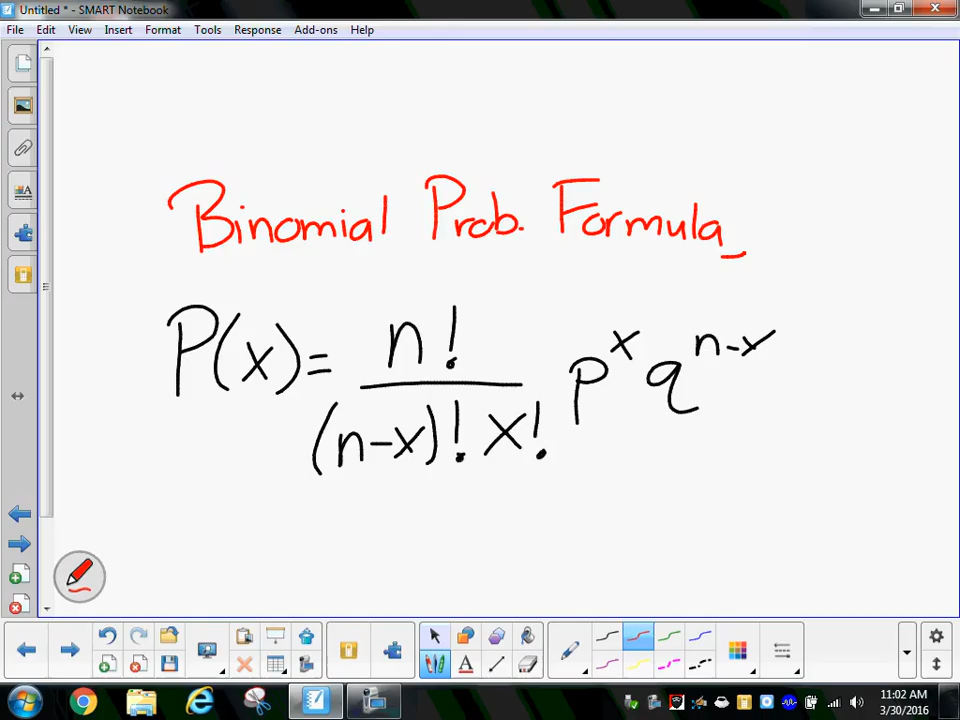 Untitled * - SMART Notebook
File Edit View Insert Format Tools Response Add-ons Help
Binomial Prob. Formula
P(x) = n! / (n-x)! x! p^x q^(n-x)
11:02 AM
3/30/2016